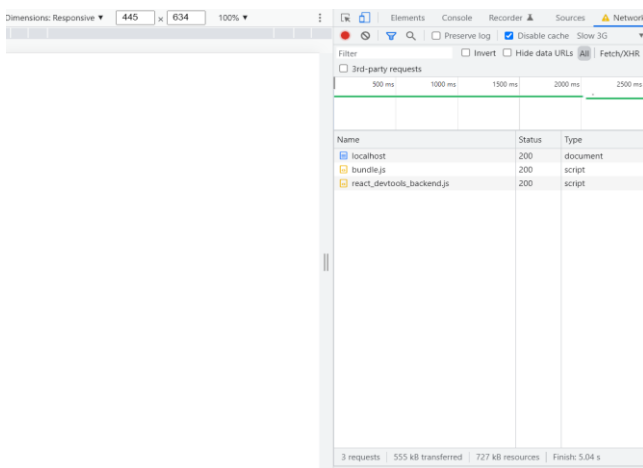 Dimensions: Responsive ▼ 445 × 634 100% ▼
Elements Console Recorder Sources Network
Preserve log Disable cache Slow 3G
Filter Invert Hide data URLs All Fetch/XHR
3rd-party requests
500 ms 1000 ms 1500 ms 2000 ms 2500 ms
Name Status Type
localhost 200 document
bundle.js 200 script
react_devtools_backend.js 200 script
3 requests 555 kB transferred 727 kB resources Finish: 5.04 s